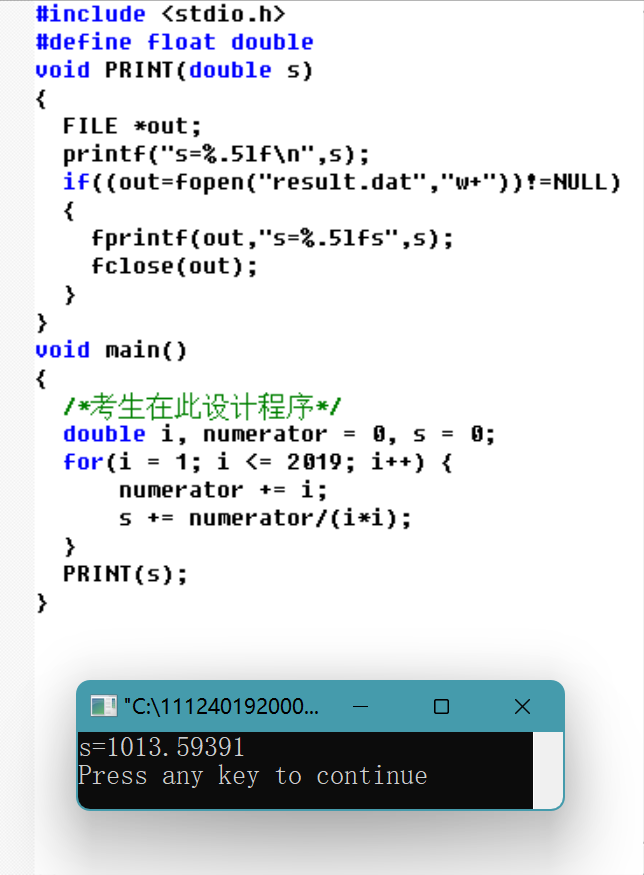 #include <stdio.h>
#define float double
void PRINT(double s)
{
  FILE *out;
  printf("s=%.5lf\n",s);
  if((out=fopen("result.dat","w+"))!=NULL)
  {
    fprintf(out,"s=%.5lfs",s);
    fclose(out);
  }
}
void main()
{
  /*考生在此设计程序*/
  double i, numerator = 0, s = 0;
  for(i = 1; i <= 2019; i++) {
      numerator += i;
      s += numerator/(i*i);
  }
  PRINT(s);
}
"C:\111240192000...
s=1013.59391
Press any key to continue